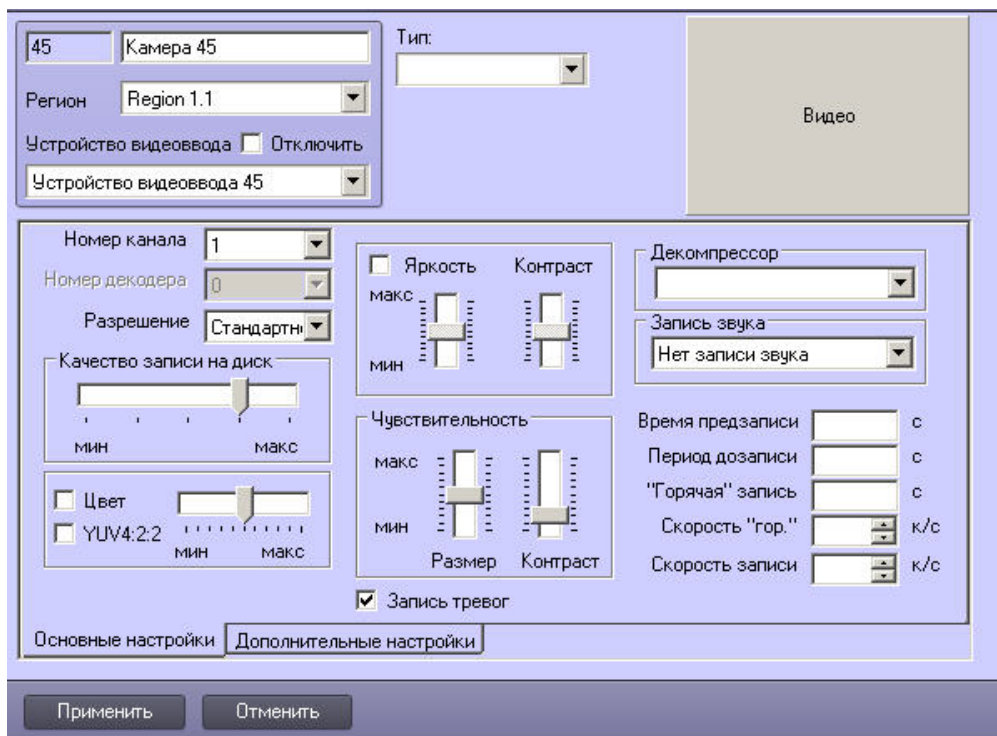 45 Камера 45
Тип:
Регион Region 1.1
Устройство видеоввода Отключить
Устройство видеоввода 45
Видео
Номер канала 1
Номер декодера 0
Разрешение Стандартн
Качество записи на диск
мин макс
Цвет
YUV4:2:2
мин макс
Яркость Контраст
макс
мин
Чувствительность
макс
мин
Размер Контраст
Запись тревог
Декомпрессор
Запись звука
Нет записи звука
Время предзаписи с
Период дозаписи с
"Горячая" запись с
Скорость "гор." к/с
Скорость записи к/с
Основные настройки Дополнительные настройки
Применить Отменить